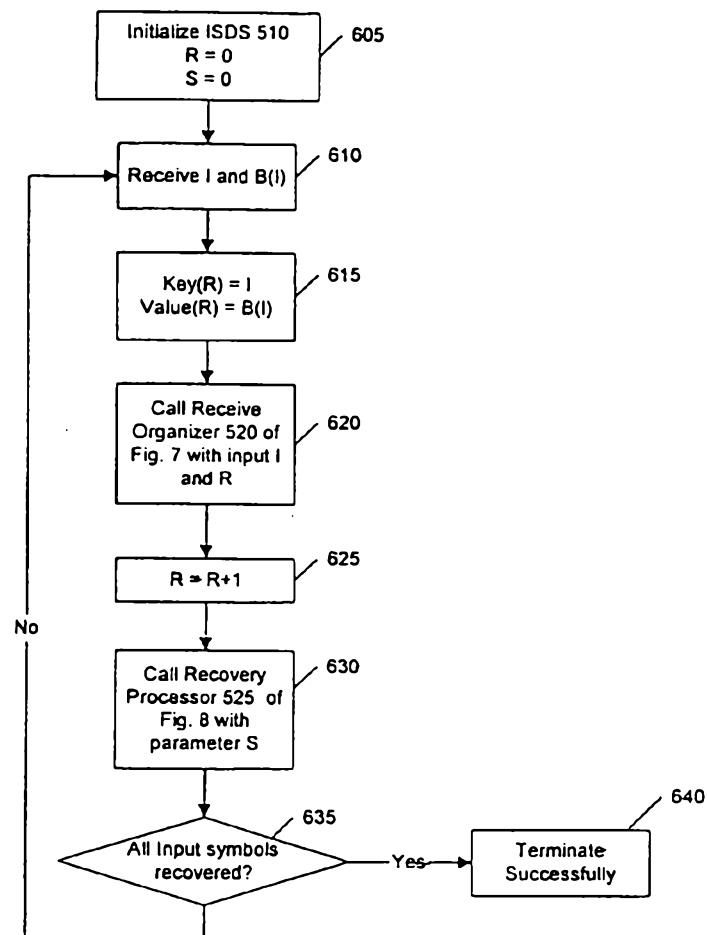 Initialize ISDS 510
R = 0
S = 0
605
Receive I and B(I)
610
Key(R) = I
Value(R) = B(I)
615
Call Receive
Organizer 520 of
Fig. 7 with input I
and R
620
R = R+1
625
No
Call Recovery
Processor 525 of
Fig. 8 with
parameter S
630
All Input symbols
recovered?
635
Yes
Terminate
Successfully
640